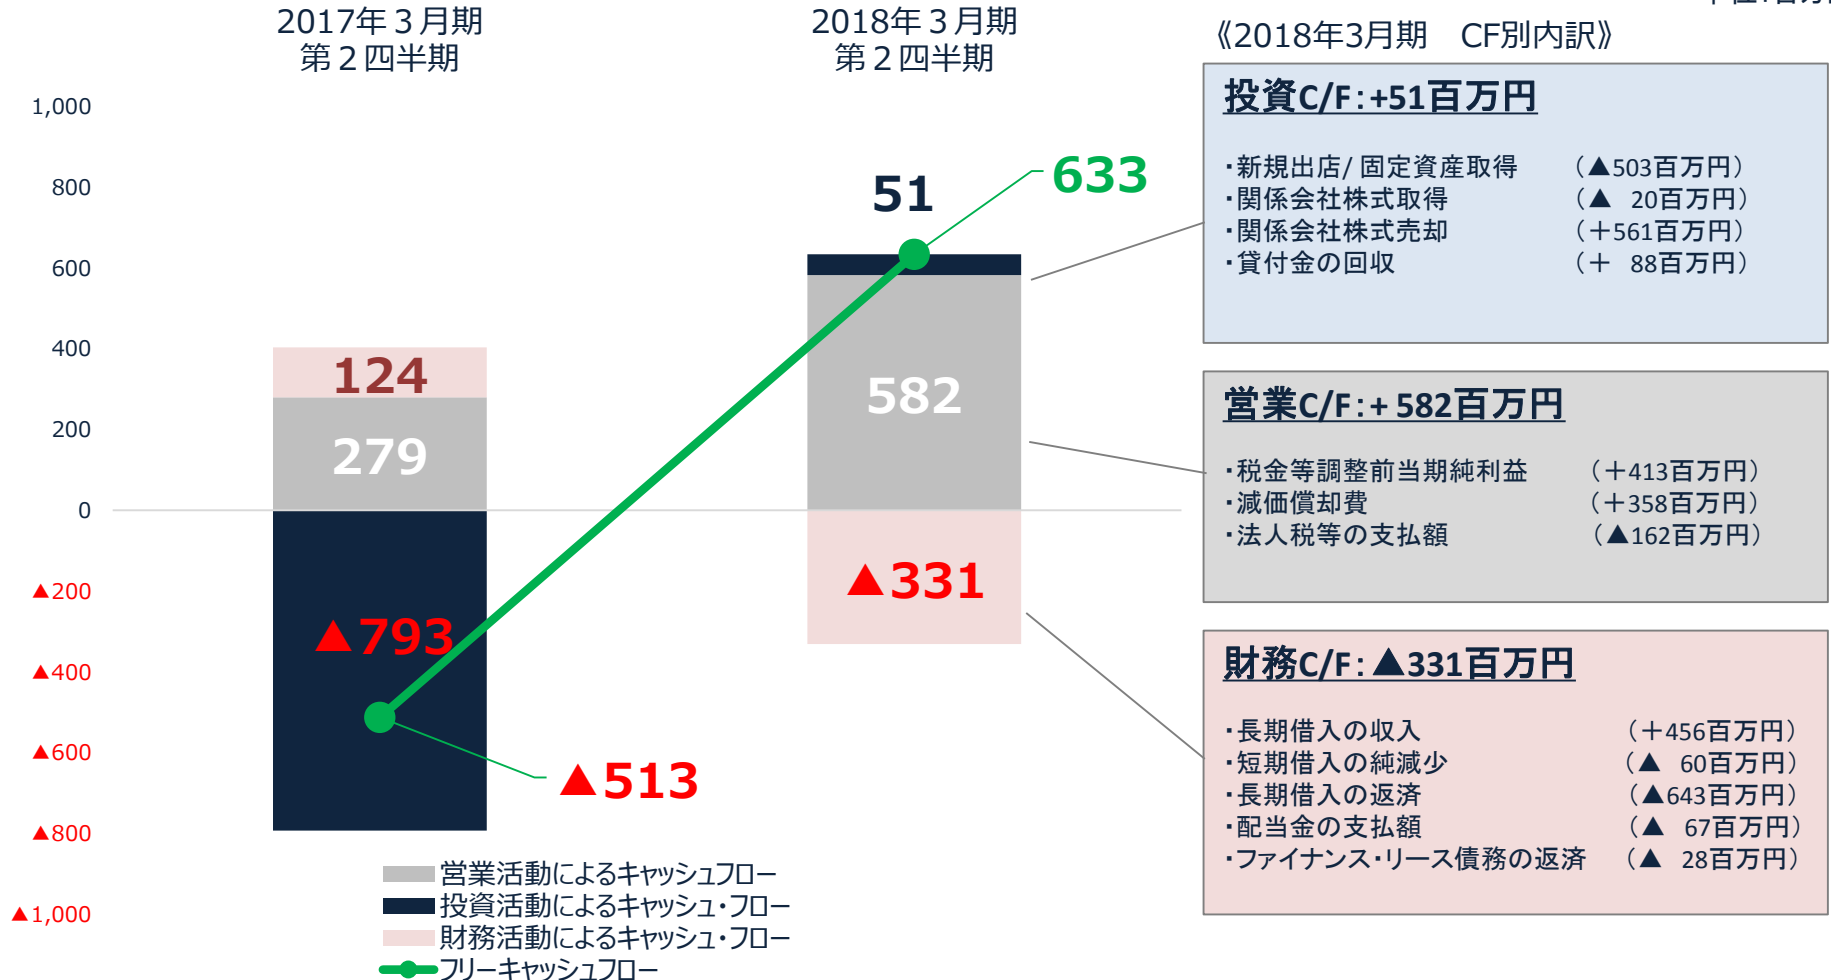 2017年３月期
第２四半期
2018年３月期
第２四半期
《2018年3月期　CF別内訳》
1,000
800
600
400
200
0
▲200
▲400
▲600
▲800
▲1,000
124
279
▲793
▲513
51
633
582
▲331
営業活動によるキャッシュフロー
投資活動によるキャッシュ・フロー
財務活動によるキャッシュ・フロー
フリーキャッシュフロー
投資C/F：+51百万円
・新規出店/ 固定資産取得　（▲503百万円）
・関係会社株式取得　（▲ 20百万円）
・関係会社株式売却　（＋561百万円）
・貸付金の回収　（＋ 88百万円）
営業C/F：+ 582百万円
・税金等調整前当期純利益　（＋413百万円）
・減価償却費　（＋358百万円）
・法人税等の支払額　（▲162百万円）
財務C/F：▲331百万円
・長期借入の収入　（＋456百万円）
・短期借入の純減少　（▲ 60百万円）
・長期借入の返済　（▲643百万円）
・配当金の支払額　（▲ 67百万円）
・ファイナンス・リース債務の返済　（▲ 28百万円）